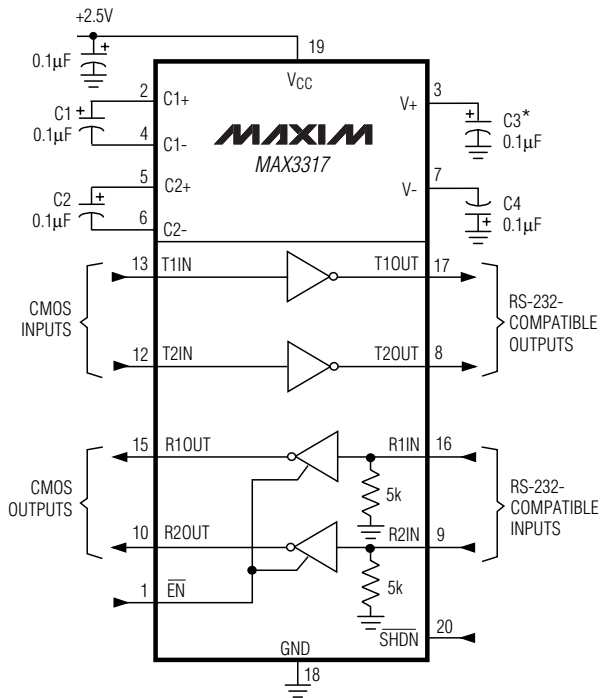 +2.5V
0.1μF
19
VCC
2
C1+
C1
0.1μF
4
C1-
5
C2+
C2
0.1μF
6
C2-
MAXIM
MAX3317
3
V+
C3*
0.1μF
7
V-
C4
0.1μF
13
T1IN
T1OUT
17
CMOS
INPUTS
RS-232-
COMPATIBLE
OUTPUTS
12
T2IN
T2OUT
8
15
R1OUT
R1IN
16
5k
CMOS
OUTPUTS
RS-232-
COMPATIBLE
INPUTS
10
R2OUT
R2IN
9
5k
1
EN
SHDN
20
GND
18